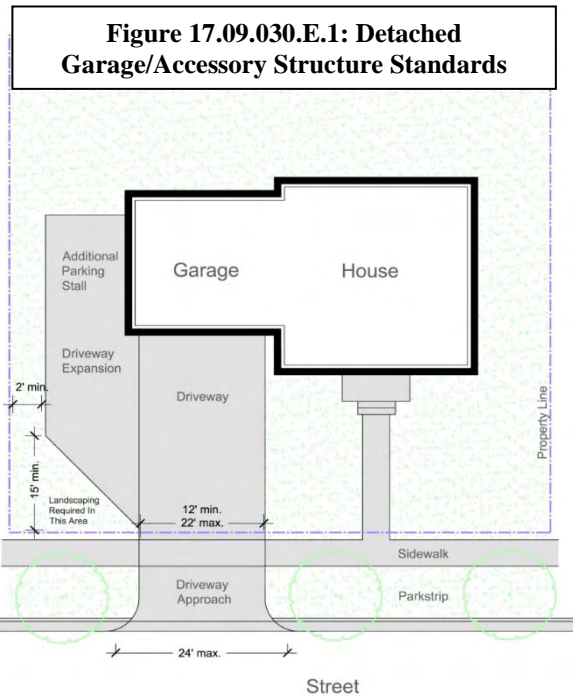 Figure 17.09.030.E.1: Detached
Garage/Accessory Structure Standards
Additional
Parking
Stall
Garage
House
Driveway
Expansion
2' min.
Driveway
Property Line
15' min.
Landscaping
Required In
This Area
12' min.
22' max.
Sidewalk
Driveway
Approach
Parkstrip
24' max.
Street